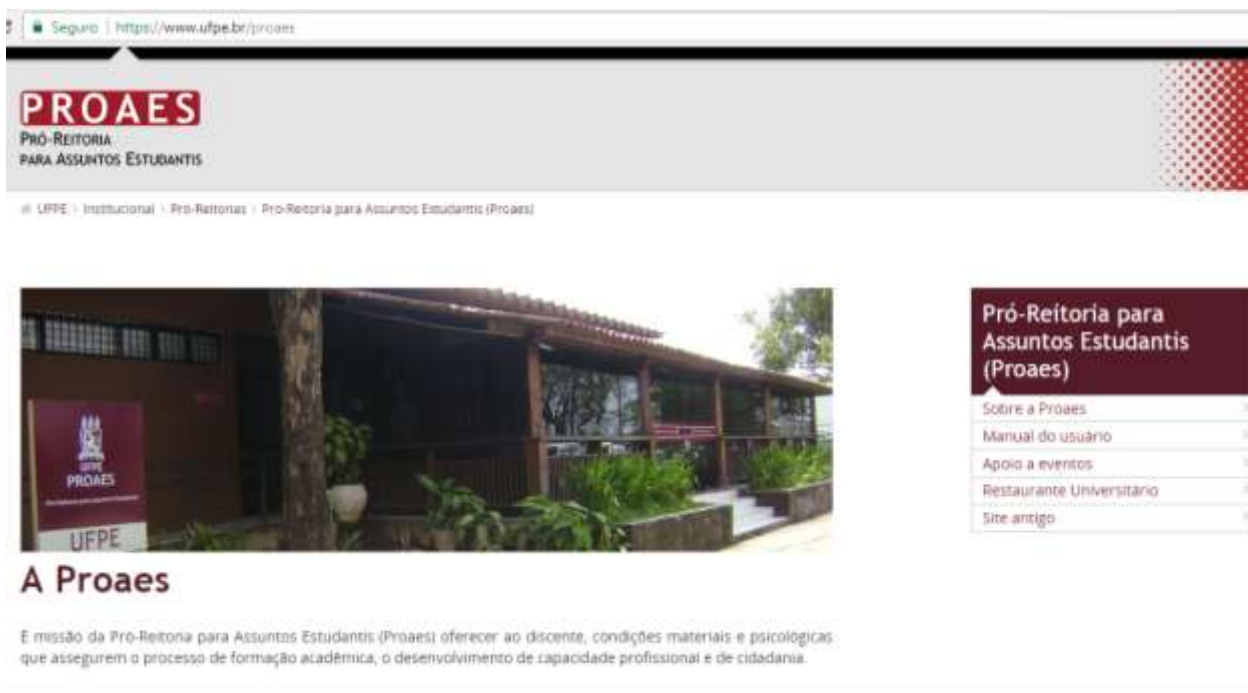 Seguro | https://www.ufpe.br/proaes
PROAES
PRÓ-REITORIA
PARA ASSUNTOS ESTUDANTIS
UFPE > Institucional > Pró-Reitorias > Pró-Reitoria para Assuntos Estudantis (Proaes)
Pró-Reitoria para
Assuntos Estudantis
(Proaes)
Sobre a Proaes
Manual do usuário
Apoio a eventos
Restaurante Universitário
Site antigo
UFPE
PROAES
UFPE
A Proaes
É missão da Pró-Reitoria para Assuntos Estudantis (Proaes) oferecer ao discente, condições materiais e psicológicas
que assegurem o processo de formação acadêmica, o desenvolvimento de capacidade profissional e de cidadania.